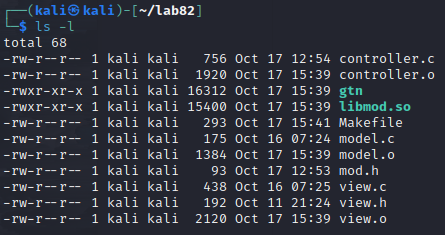 ┌──(kali㉿kali)-[~/lab82]
└─$ ls -l
total 68
-rw-r--r-- 1 kali kali   756 Oct 17 12:54 controller.c
-rw-r--r-- 1 kali kali  1920 Oct 17 15:39 controller.o
-rwxr-xr-x 1 kali kali 16312 Oct 17 15:39 gtn
-rwxr-xr-x 1 kali kali 15400 Oct 17 15:39 libmod.so
-rw-r--r-- 1 kali kali   293 Oct 17 15:41 Makefile
-rw-r--r-- 1 kali kali   175 Oct 16 07:24 model.c
-rw-r--r-- 1 kali kali  1384 Oct 17 15:39 model.o
-rw-r--r-- 1 kali kali    93 Oct 17 12:53 mod.h
-rw-r--r-- 1 kali kali   438 Oct 16 07:25 view.c
-rw-r--r-- 1 kali kali   192 Oct 11 21:24 view.h
-rw-r--r-- 1 kali kali  2120 Oct 17 15:39 view.o